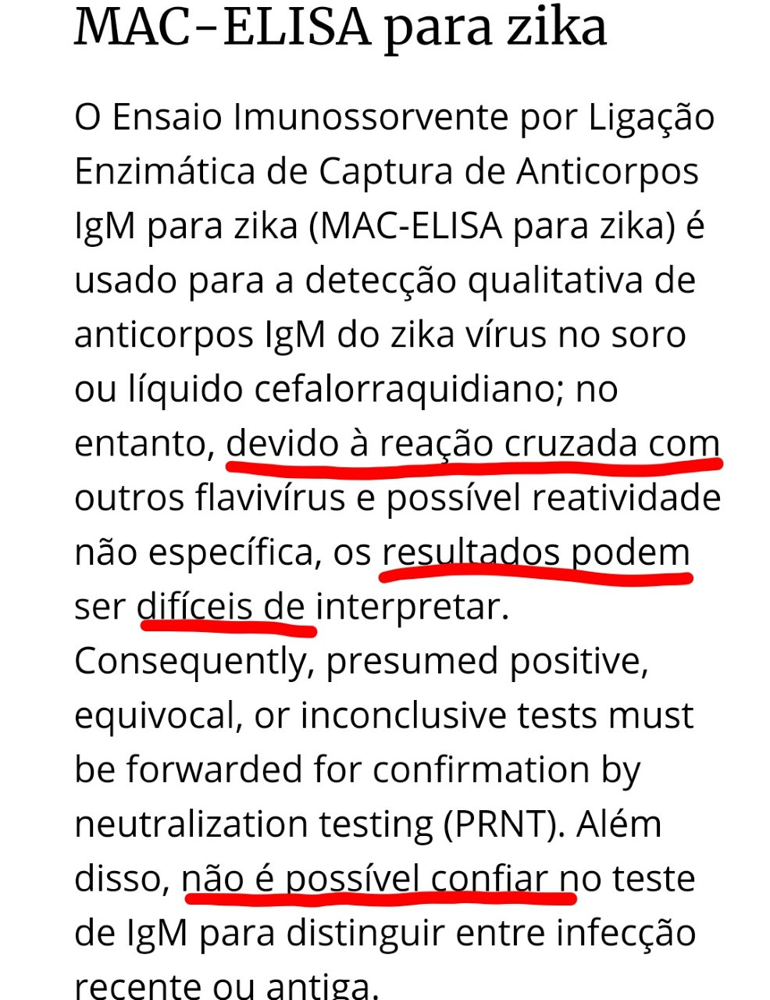 MAC-ELISA para zika
O Ensaio Imunossorvente por Ligação
Enzimática de Captura de Anticorpos
IgM para zika (MAC-ELISA para zika) é
usado para a detecção qualitativa de
anticorpos IgM do zika vírus no soro
ou líquido cefalorraquidiano; no
entanto, devido à reação cruzada com
outros flavivírus e possível reatividade
não específica, os resultados podem
ser difíceis de interpretar.
Consequently, presumed positive,
equivocal, or inconclusive tests must
be forwarded for confirmation by
neutralization testing (PRNT). Além
disso, não é possível confiar no teste
de IgM para distinguir entre infecção
recente ou antiga.